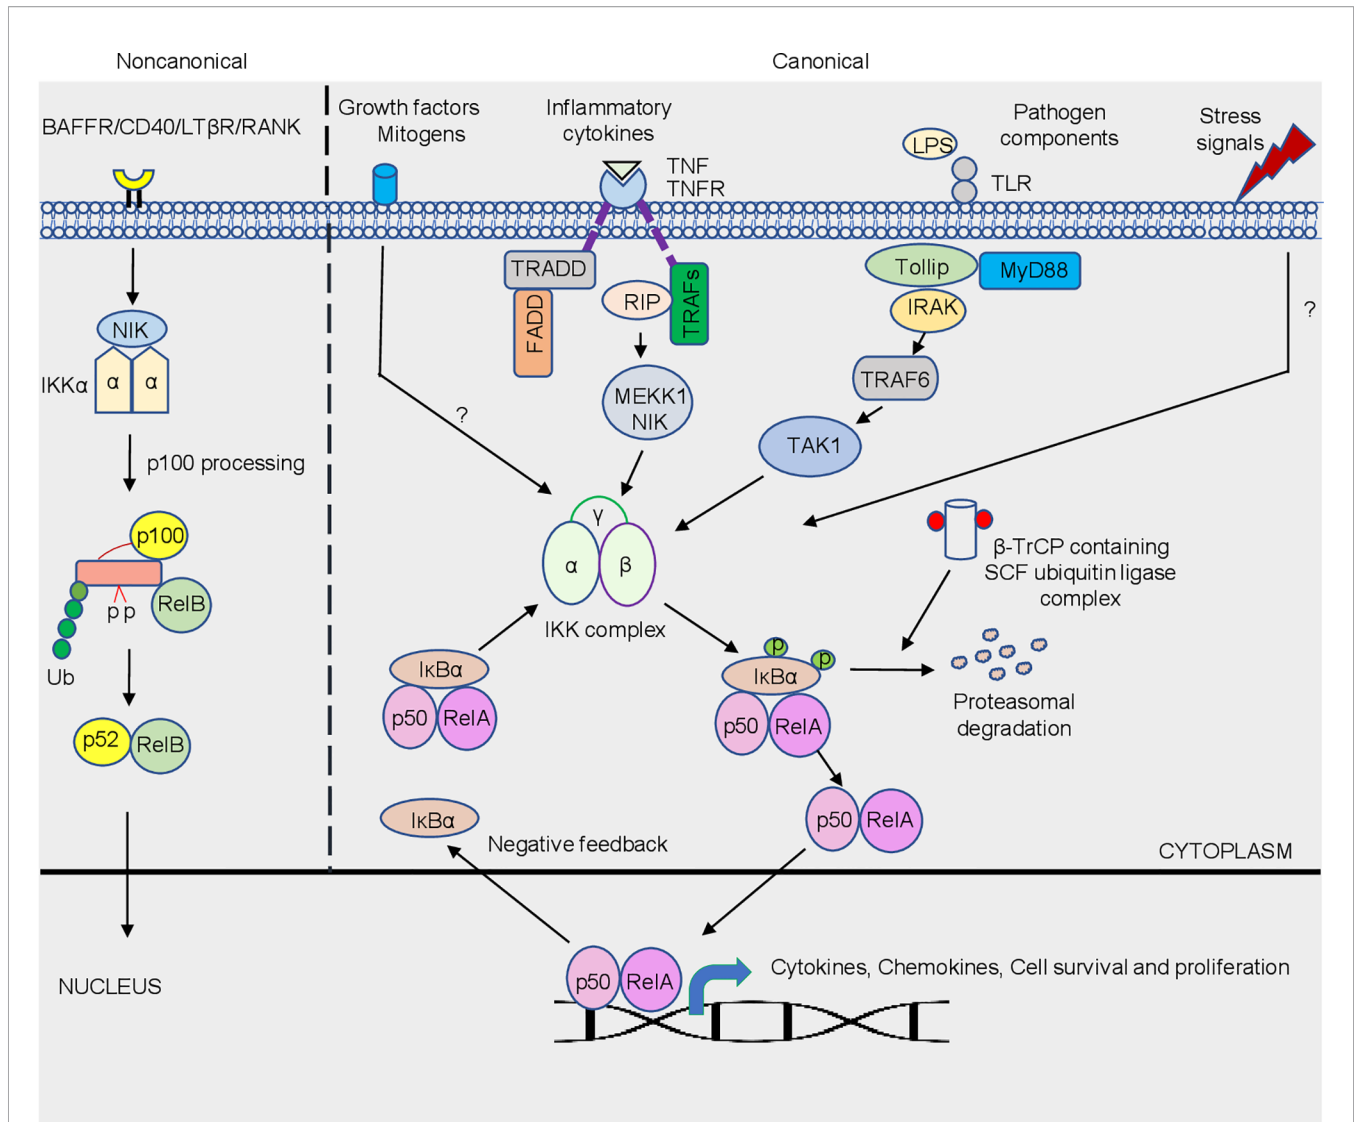 Noncanonical
Canonical
BAFFR/CD40/LTβR/RANK
Growth factors
Mitogens
Inflammatory
cytokines
TNF
TNFR
LPS
Pathogen
components
TLR
Stress
signals
NIK
IKKα
α α
p100 processing
p100
RelB
p p
Ub
p52
RelB
TRADD
FADD
RIP
TRAFs
MEKK1
NIK
Tollip
MyD88
IRAK
TRAF6
TAK1
?
?
γ
α
β
IKK complex
β-TrCP containing
SCF ubiquitin ligase
complex
IκBα
p50
RelA
p
p
IκBα
p50
RelA
Proteasomal
degradation
p50
RelA
IκBα
Negative feedback
CYTOPLASM
NUCLEUS
p50
RelA
Cytokines, Chemokines, Cell survival and proliferation